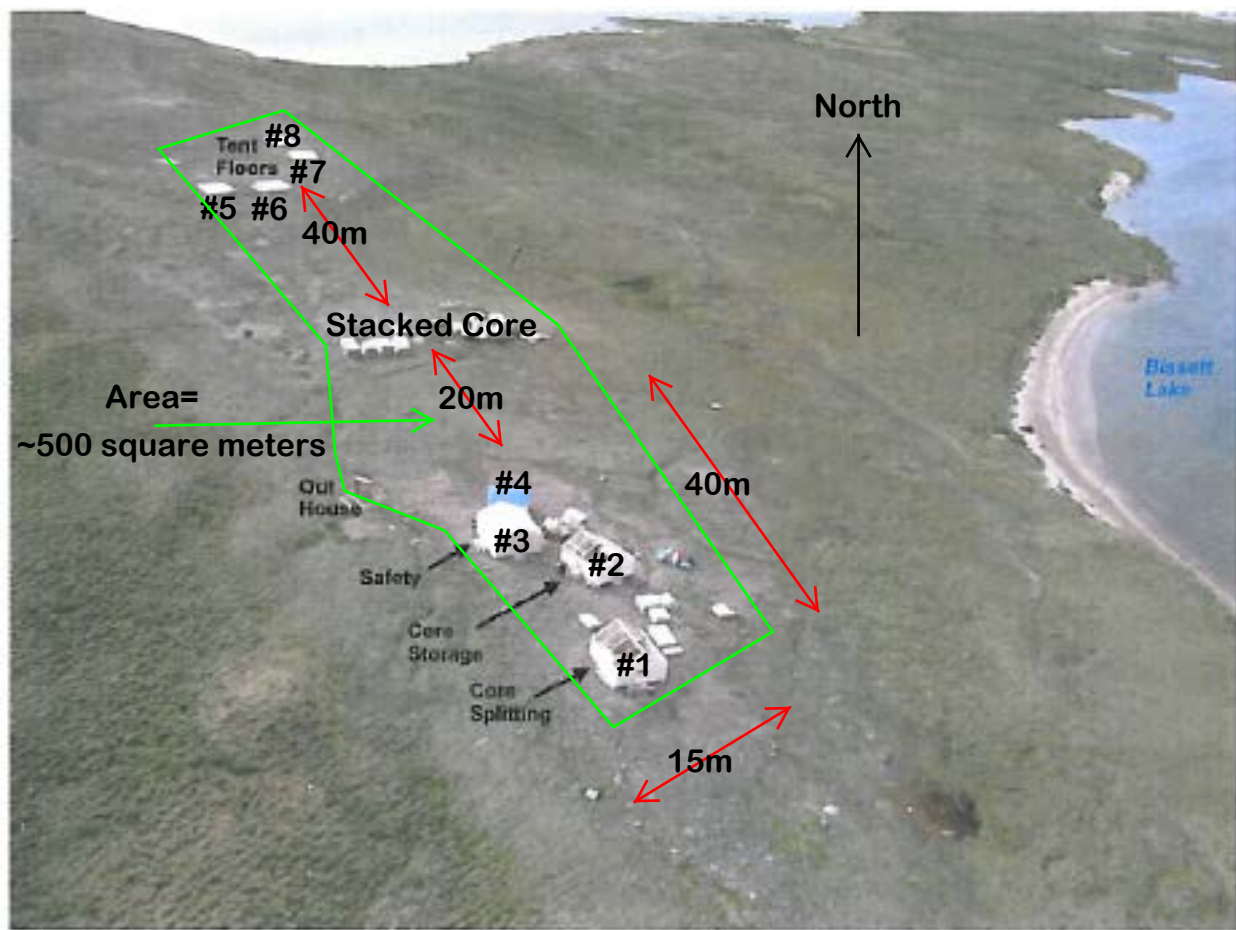 North
#8
Tent
Floors
#7
#5
#6
40m
Stacked Core
Bissett
Lake
Area=
20m
~500 square meters
#4
40m
Out
House
#3
#2
Safety
Core
Storage
#1
Core
Splitting
15m